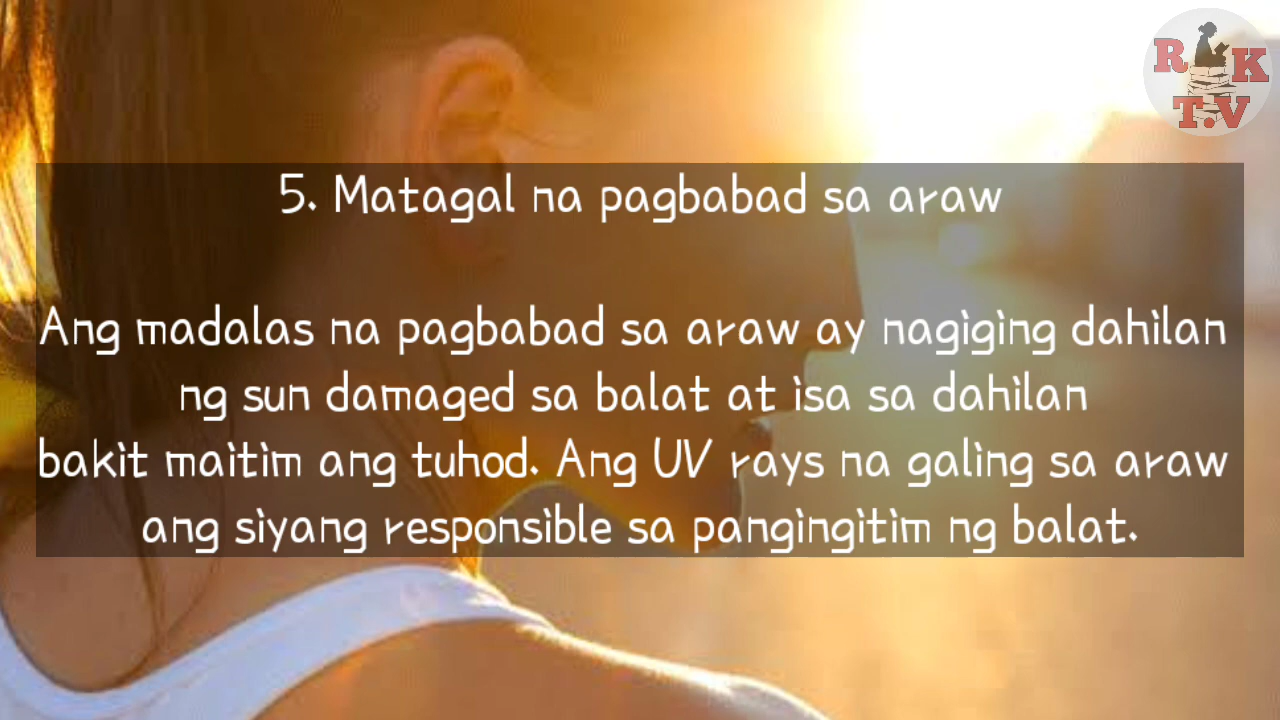 R K
T.V
5. Matagal na pagbabad sa araw
Ang madalas na pagbabad sa araw ay nagiging dahilan
ng sun damaged sa balat at isa sa dahilan
bakit maitim ang tuhod. Ang UV rays na galing sa araw
ang siyang responsible sa pangingitim ng balat.